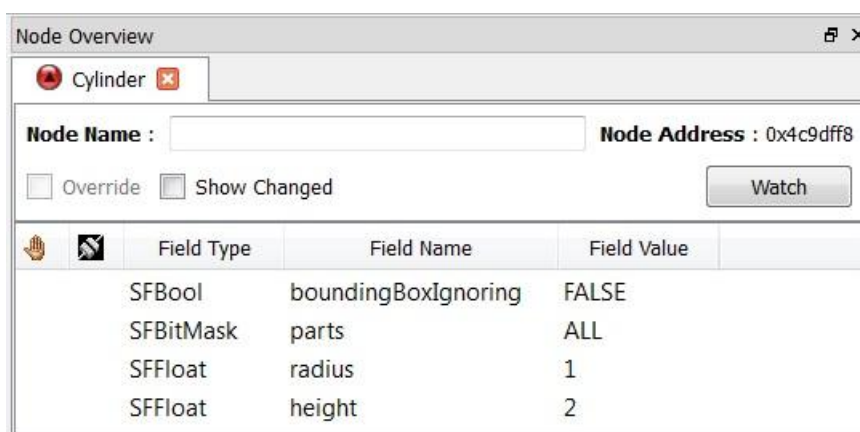 Node Overview
Cylinder
Node Name : Node Address : 0x4c9dff8
Override Show Changed Watch
Field Type Field Name Field Value
SFBool boundingBoxIgnoring FALSE
SFBitMask parts ALL
SFFloat radius 1
SFFloat height 2